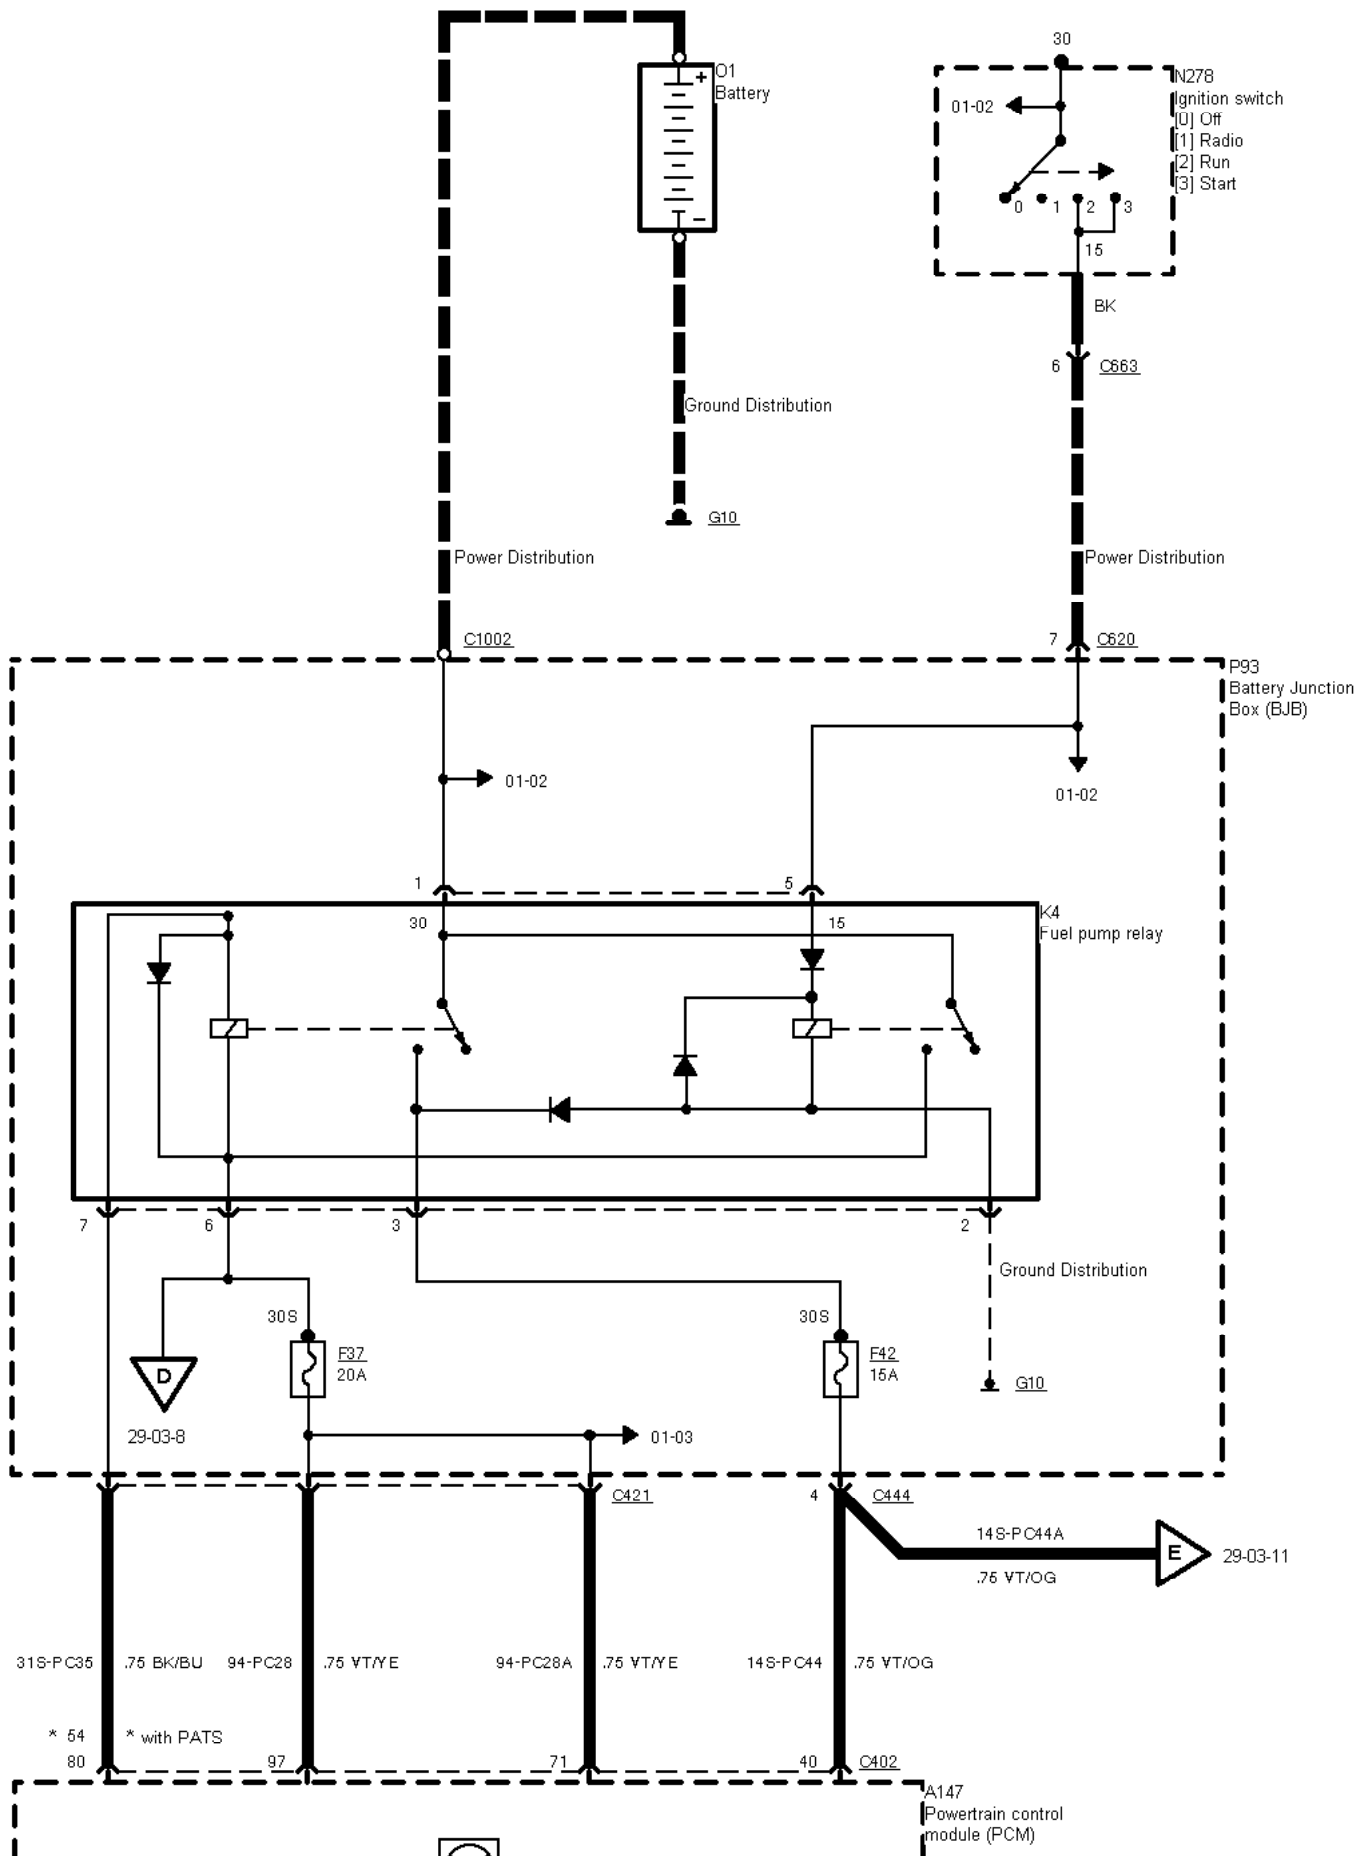 30
O1
Battery
+
−
N278
Ignition switch
[0] Off
[1] Radio
[2] Run
[3] Start
01-02
0
1
2
3
15
BK
6
C663
Ground Distribution
G10
Power Distribution
Power Distribution
C1002
7
C620
P93
Battery Junction
Box (BJB)
01-02
01-02
1
5
30
15
K4
Fuel pump relay
7
6
3
2
Ground Distribution
30S
F37
20A
30S
F42
15A
G10
D
29-03-8
01-03
C421
4
C444
14S-PC44A
.75 VT/OG
E
29-03-11
31S-PC35
.75 BK/BU
94-PC28
.75 VT/YE
94-PC28A
.75 VT/YE
14S-PC44
.75 VT/OG
* 54
* with PATS
80
97
71
40
C402
A147
Powertrain control
module (PCM)